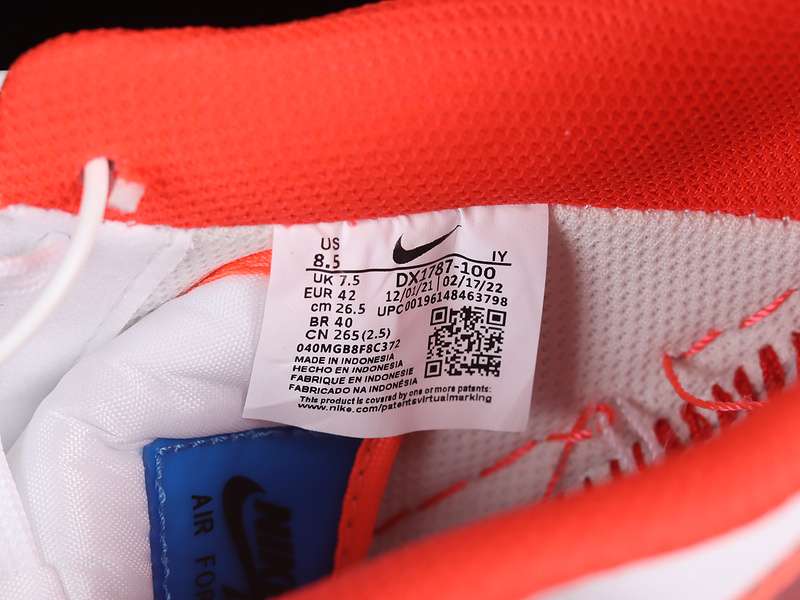 US
8.5
IY
UK 7.5
DX1787-100
EUR 42
12/01/21 02/17/22
cm 26.5
UPC00196148463798
BR 40
CN 265(2.5)
040MGB8F8C372
MADE IN INDONESIA
HECHO EN INDONESIA
FABRIQUE EN INDONESIE
FABRICADO NA INDONÉSIA
This product is covered by one or more patents:
www.nike.com/patentsvirtualmarking
NIKE
AIR FOR